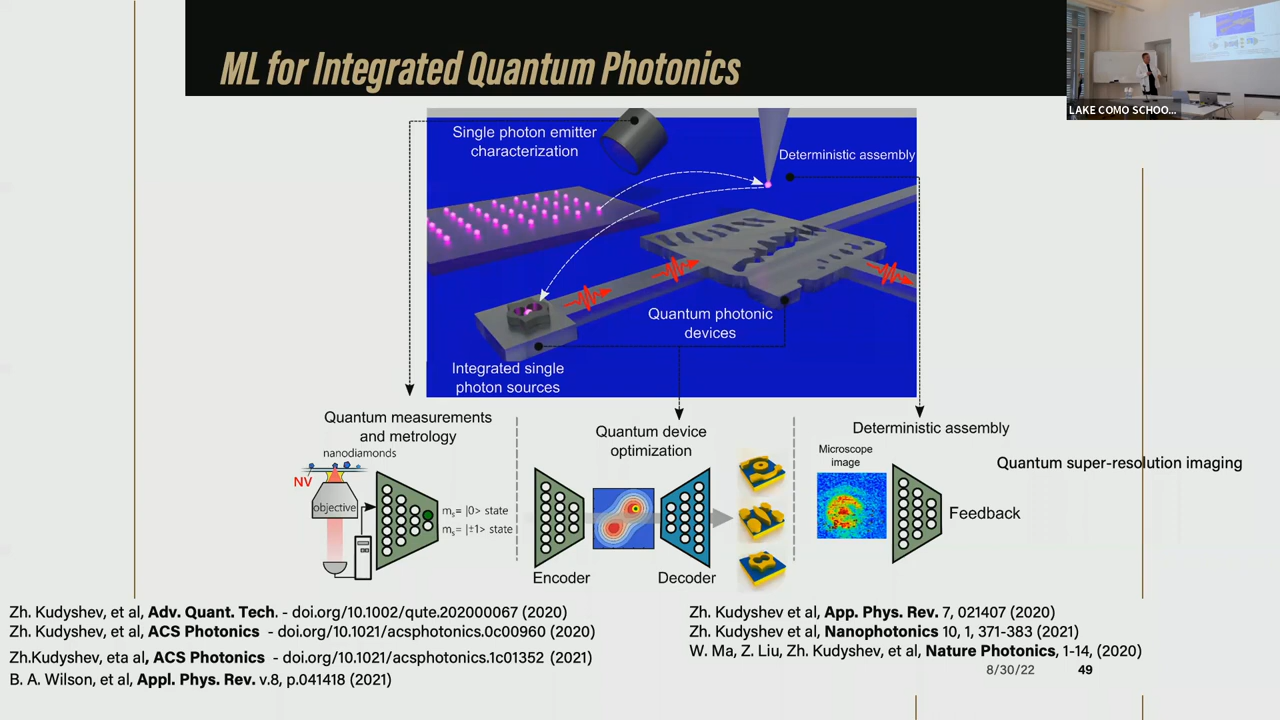 ML for Integrated Quantum Photonics
LAKE COMO SCHOO...
Single photon emitter
characterization
Deterministic assembly
Quantum photonic
devices
Integrated single
photon sources
Quantum measurements
and metrology
nanodiamonds
NV
objective
mₛ= |0> state
mₛ= |±1> state
Quantum device
optimization
Encoder
Decoder
Deterministic assembly
Microscope
image
Quantum super-resolution imaging
Feedback
Zh. Kudyshev, et al, Adv. Quant. Tech. - doi.org/10.1002/qute.202000067 (2020)
Zh. Kudyshev, et al, ACS Photonics - doi.org/10.1021/acsphotonics.0c00960 (2020)
Zh.Kudyshev, eta al, ACS Photonics - doi.org/10.1021/acsphotonics.1c01352 (2021)
B. A. Wilson, et al, Appl. Phys. Rev. v.8, p.041418 (2021)
Zh. Kudyshev et al, App. Phys. Rev. 7, 021407 (2020)
Zh. Kudyshev et al, Nanophotonics 10, 1, 371-383 (2021)
W. Ma, Z. Liu, Zh. Kudyshev, et al, Nature Photonics, 1-14, (2020)
8/30/22
49